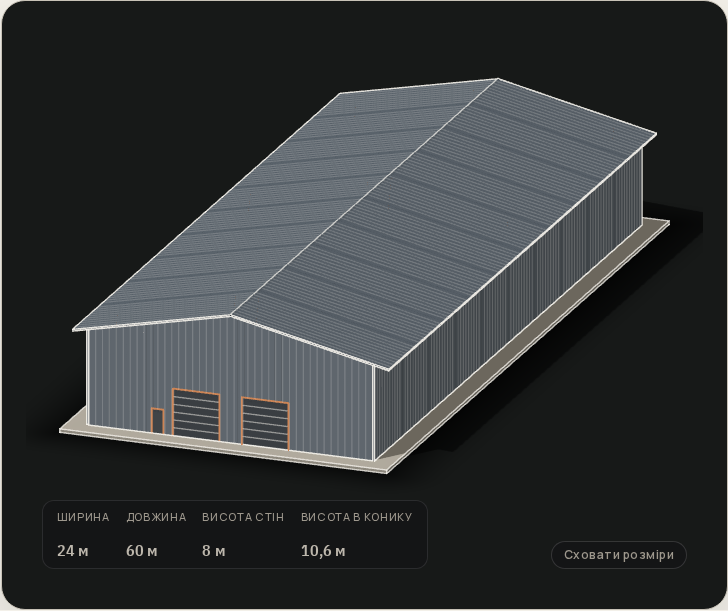 ШИРИНА ДОВЖИНА ВИСОТА СТІН ВИСОТА В КОНИКУ
24 м 60 м 8 м 10,6 м
Сховати розміри